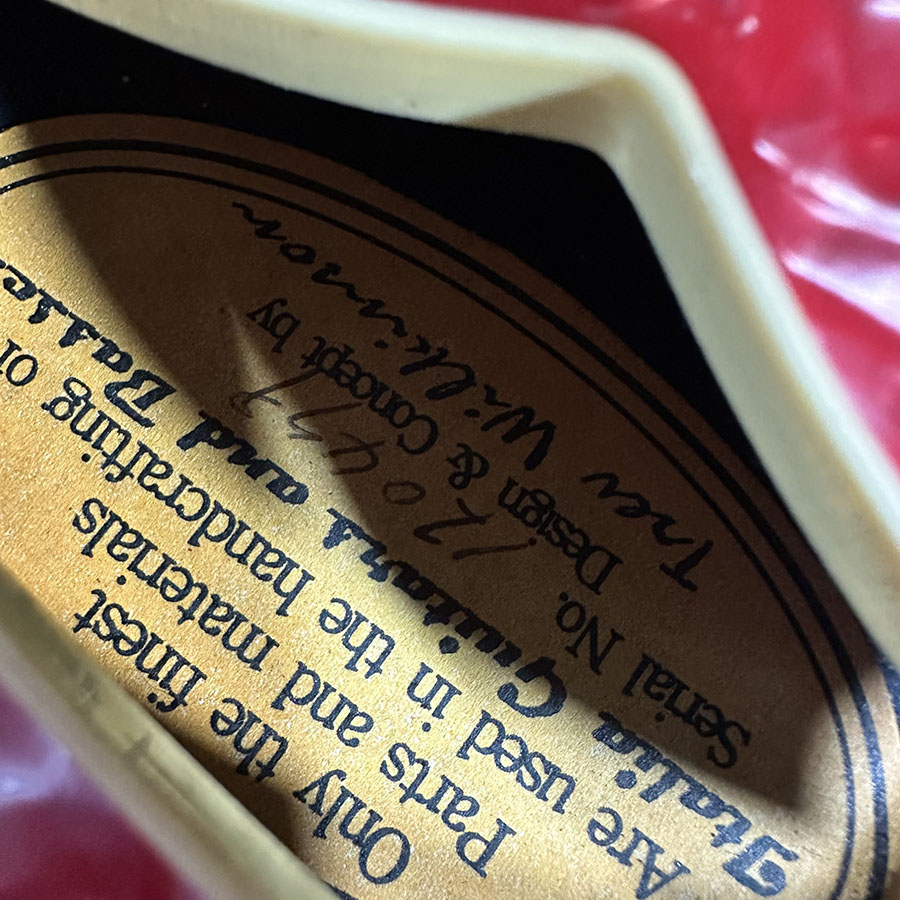 Only the finest
Parts and materials
Are used in the handcrafting of
Italia Guitars and Basses
Serial No.
Design & Concept by
Trev Wilkinson